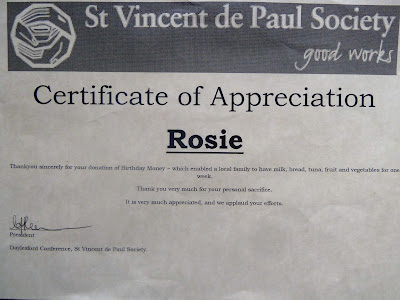 St Vincent de Paul Society
good works
Certificate of Appreciation
Rosie
Thankyou sincerely for your donation of Birthday Money - which enabled a local family to have milk, bread, tuna, fruit and vegetables for one
week.
Thank you very much for your personal sacrifice.
It is very much appreciated, and we applaud your efforts.
President
Daylesford Conference, St Vincent de Paul Society.